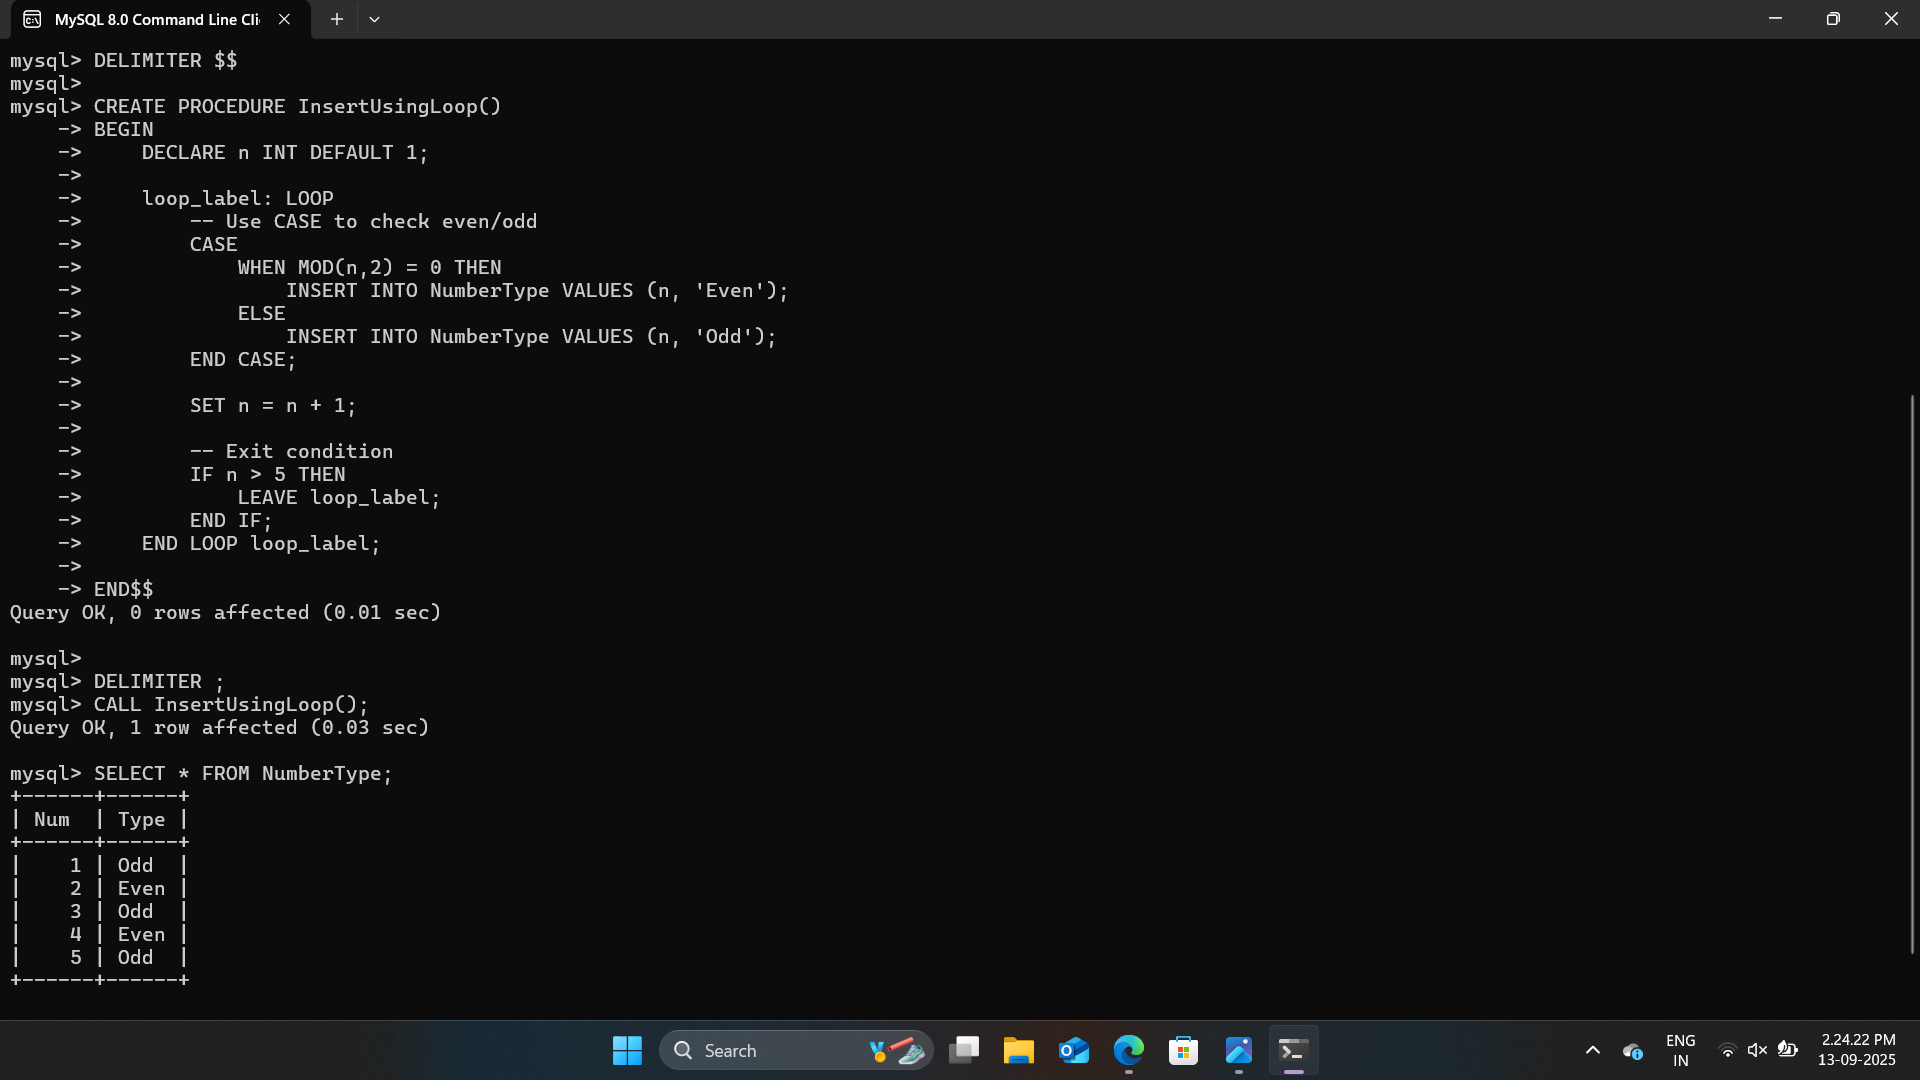 MySQL 8.0 Command Line Cli
mysql> DELIMITER $$
mysql>
mysql> CREATE PROCEDURE InsertUsingLoop()
    -> BEGIN
    ->     DECLARE n INT DEFAULT 1;
    ->
    ->     loop_label: LOOP
    ->         -- Use CASE to check even/odd
    ->         CASE
    ->             WHEN MOD(n,2) = 0 THEN
    ->                 INSERT INTO NumberType VALUES (n, 'Even');
    ->             ELSE
    ->                 INSERT INTO NumberType VALUES (n, 'Odd');
    ->         END CASE;
    ->
    ->         SET n = n + 1;
    ->
    ->         -- Exit condition
    ->         IF n > 5 THEN
    ->             LEAVE loop_label;
    ->         END IF;
    ->     END LOOP loop_label;
    ->
    -> END$$
Query OK, 0 rows affected (0.01 sec)

mysql>
mysql> DELIMITER ;
mysql> CALL InsertUsingLoop();
Query OK, 1 row affected (0.03 sec)

mysql> SELECT * FROM NumberType;
+------+------+
| Num  | Type |
+------+------+
|    1 | Odd  |
|    2 | Even |
|    3 | Odd  |
|    4 | Even |
|    5 | Odd  |
+------+------+
Search
ENG
IN
2.24.22 PM
13-09-2025